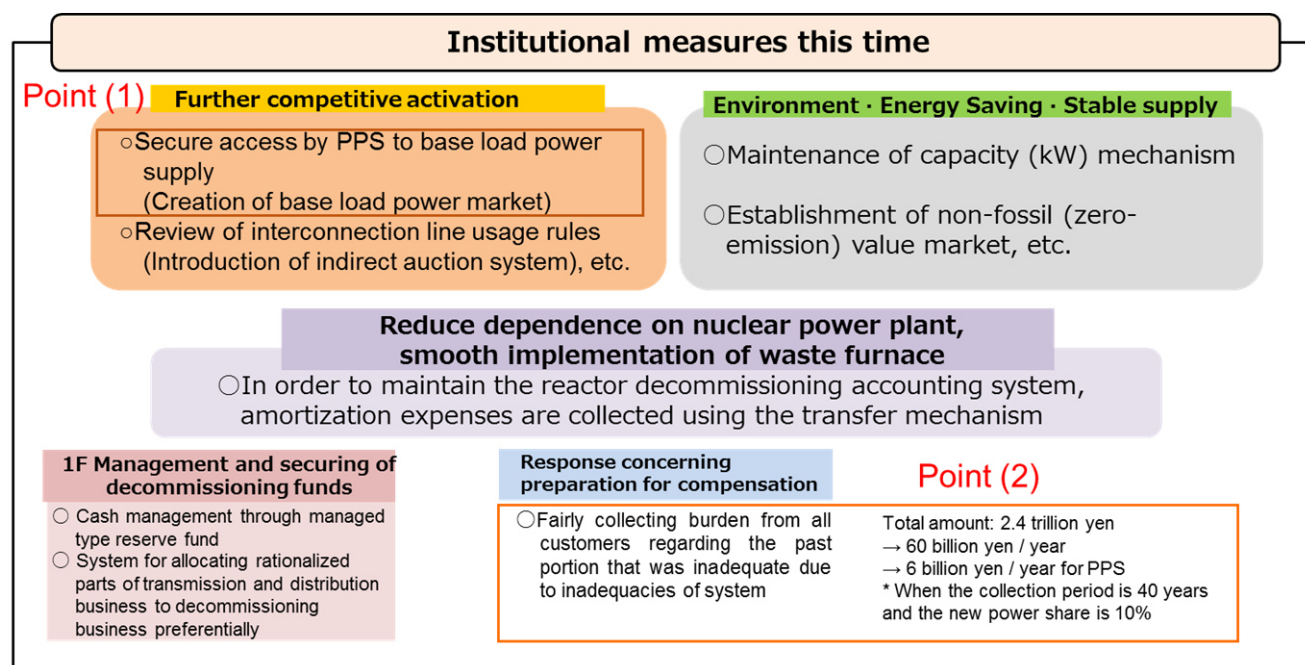 Institutional measures this time
Point (1)
Further competitive activation
○Secure access by PPS to base load power
supply
(Creation of base load power market)
○Review of interconnection line usage rules
(Introduction of indirect auction system), etc.
Environment · Energy Saving · Stable supply
○Maintenance of capacity (kW) mechanism
○Establishment of non-fossil (zero-
emission) value market, etc.
Reduce dependence on nuclear power plant,
smooth implementation of waste furnace
○In order to maintain the reactor decommissioning accounting system,
amortization expenses are collected using the transfer mechanism
1F Management and securing of
decommissioning funds
○ Cash management through managed
type reserve fund
○ System for allocating rationalized
parts of transmission and distribution
business to decommissioning
business preferentially
Response concerning
preparation for compensation
Point (2)
○Fairly collecting burden from all
customers regarding the past
portion that was inadequate due
to inadequacies of system
Total amount: 2.4 trillion yen
→ 60 billion yen / year
→ 6 billion yen / year for PPS
* When the collection period is 40 years
and the new power share is 10%